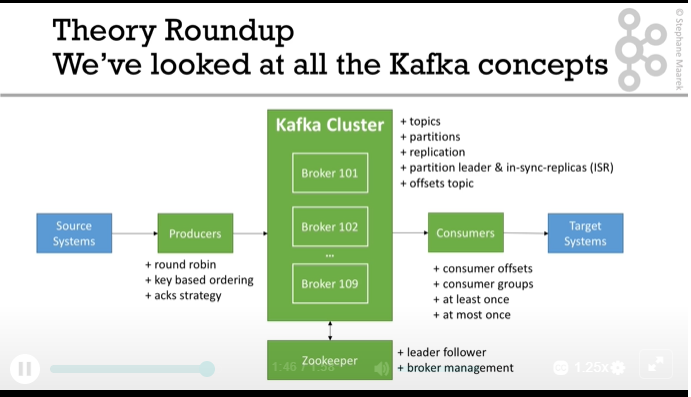 Theory Roundup
We've looked at all the Kafka concepts
© Stephane Maarek
Kafka Cluster
Broker 101
Broker 102
...
Broker 109
+ topics
+ partitions
+ replication
+ partition leader & in-sync-replicas (ISR)
+ offsets topic
Source
Systems
Producers
+ round robin
+ key based ordering
+ acks strategy
Consumers
+ consumer offsets
+ consumer groups
+ at least once
+ at most once
Target
Systems
Zookeeper
+ leader follower
+ broker management
1:46 / 1:58
CC
1.25x